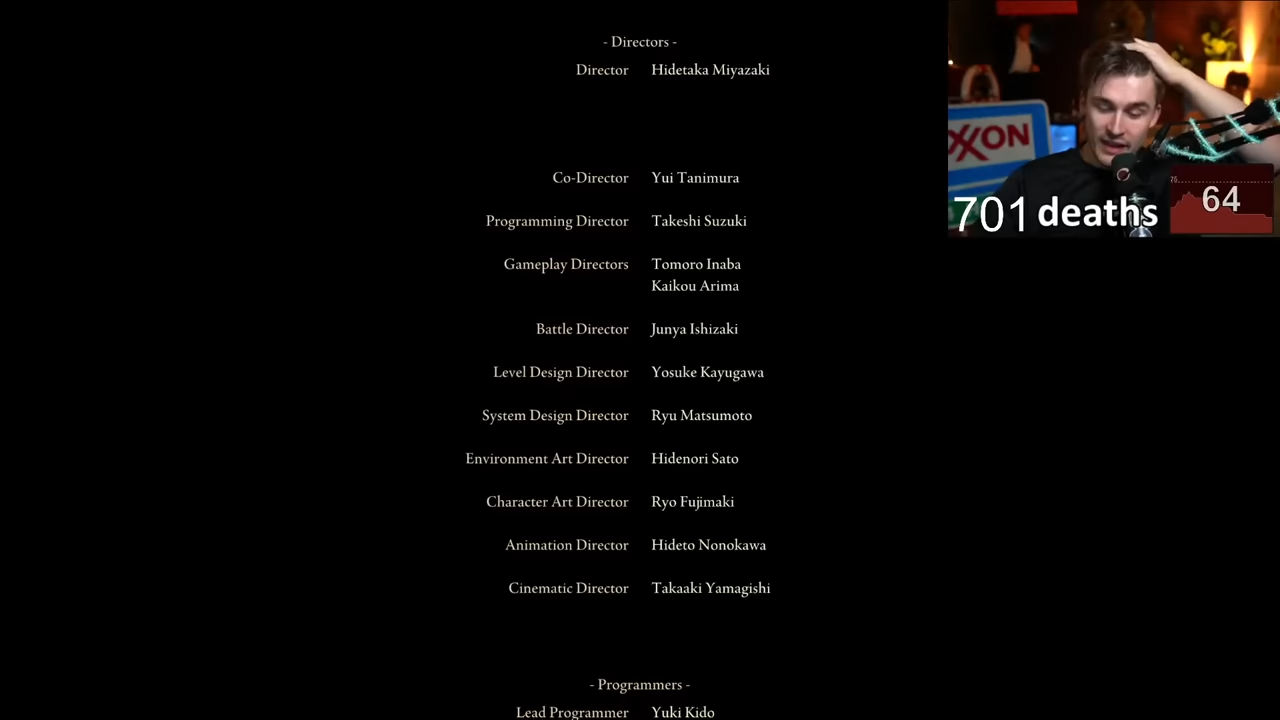 - Directors -
Director Hidetaka Miyazaki
Co-Director Yui Tanimura
Programming Director Takeshi Suzuki
Gameplay Directors Tomoro Inaba
Kaikou Arima
Battle Director Junya Ishizaki
Level Design Director Yosuke Kayugawa
System Design Director Ryu Matsumoto
Environment Art Director Hidenori Sato
Character Art Director Ryo Fujimaki
Animation Director Hideto Nonokawa
Cinematic Director Takaaki Yamagishi
- Programmers -
Lead Programmer Yuki Kido
EXXON
701 deaths
76
64